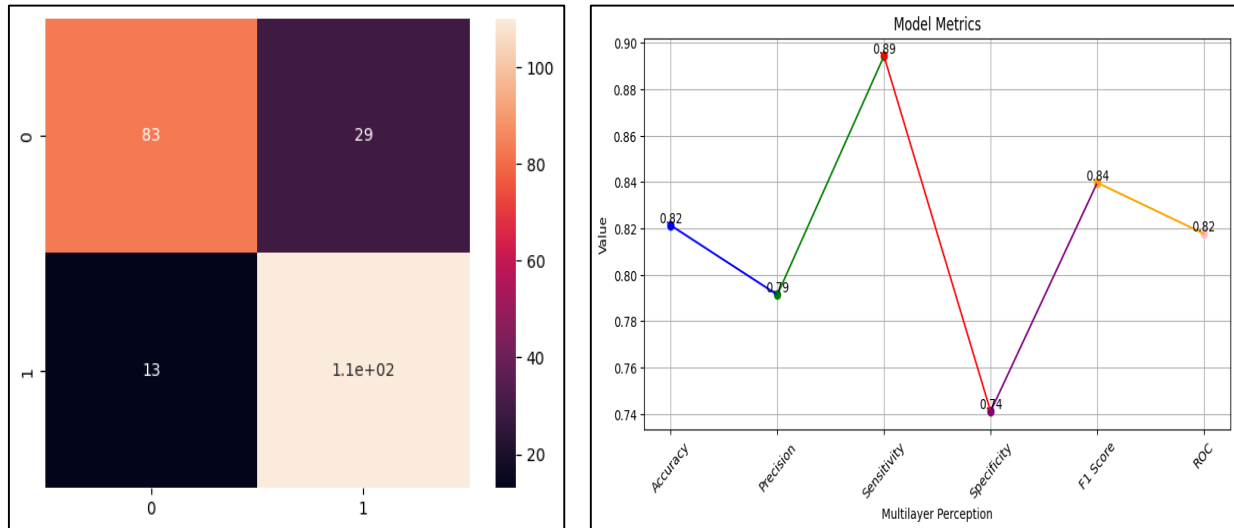 0
83
29
1
13
1.1e+02
0
1
100
80
60
40
20
Model Metrics
Value
0.90
0.88
0.86
0.84
0.82
0.80
0.78
0.76
0.74
0.82
0.79
0.89
0.74
0.84
0.82
Accuracy
Precision
Sensitivity
Specificity
F1 Score
ROC
Multilayer Perception